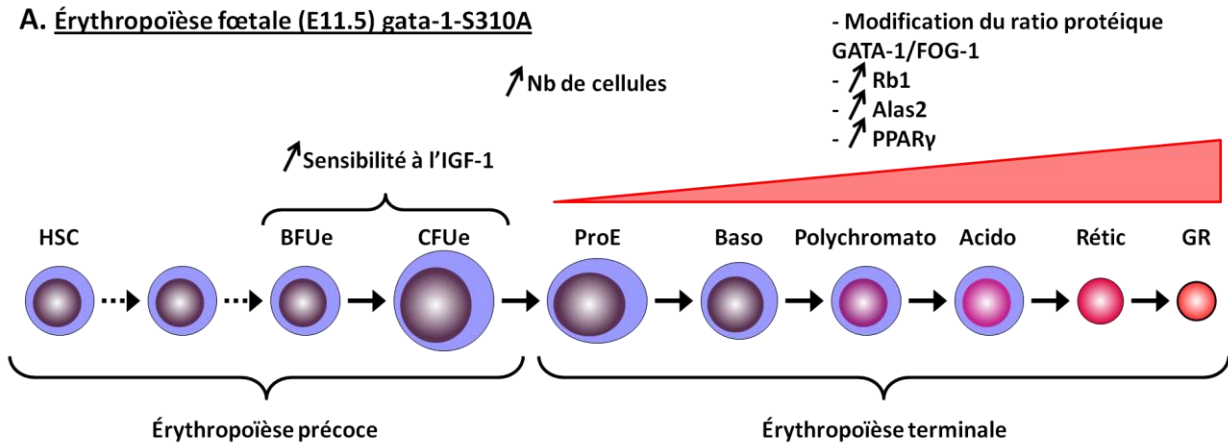 A. Érythropoïèse fœtale (E11.5) gata-1-S310A
- Modification du ratio protéique
GATA-1/FOG-1
- ↗ Rb1
- ↗ Alas2
- ↗ PPARγ
↗ Nb de cellules
↗ Sensibilité à l’IGF-1
HSC BFUe CFUe ProE Baso Polychromato Acido Rétic GR
Érythropoïèse précoce Érythropoïèse terminale